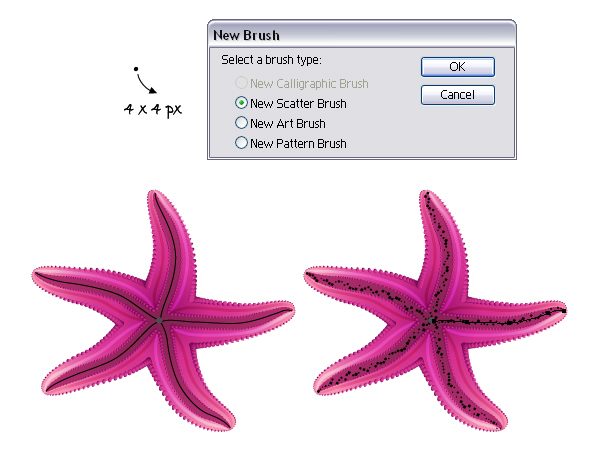 New Brush
Select a brush type:
New Calligraphic Brush
New Scatter Brush
New Art Brush
New Pattern Brush
OK
Cancel
4 x 4 px